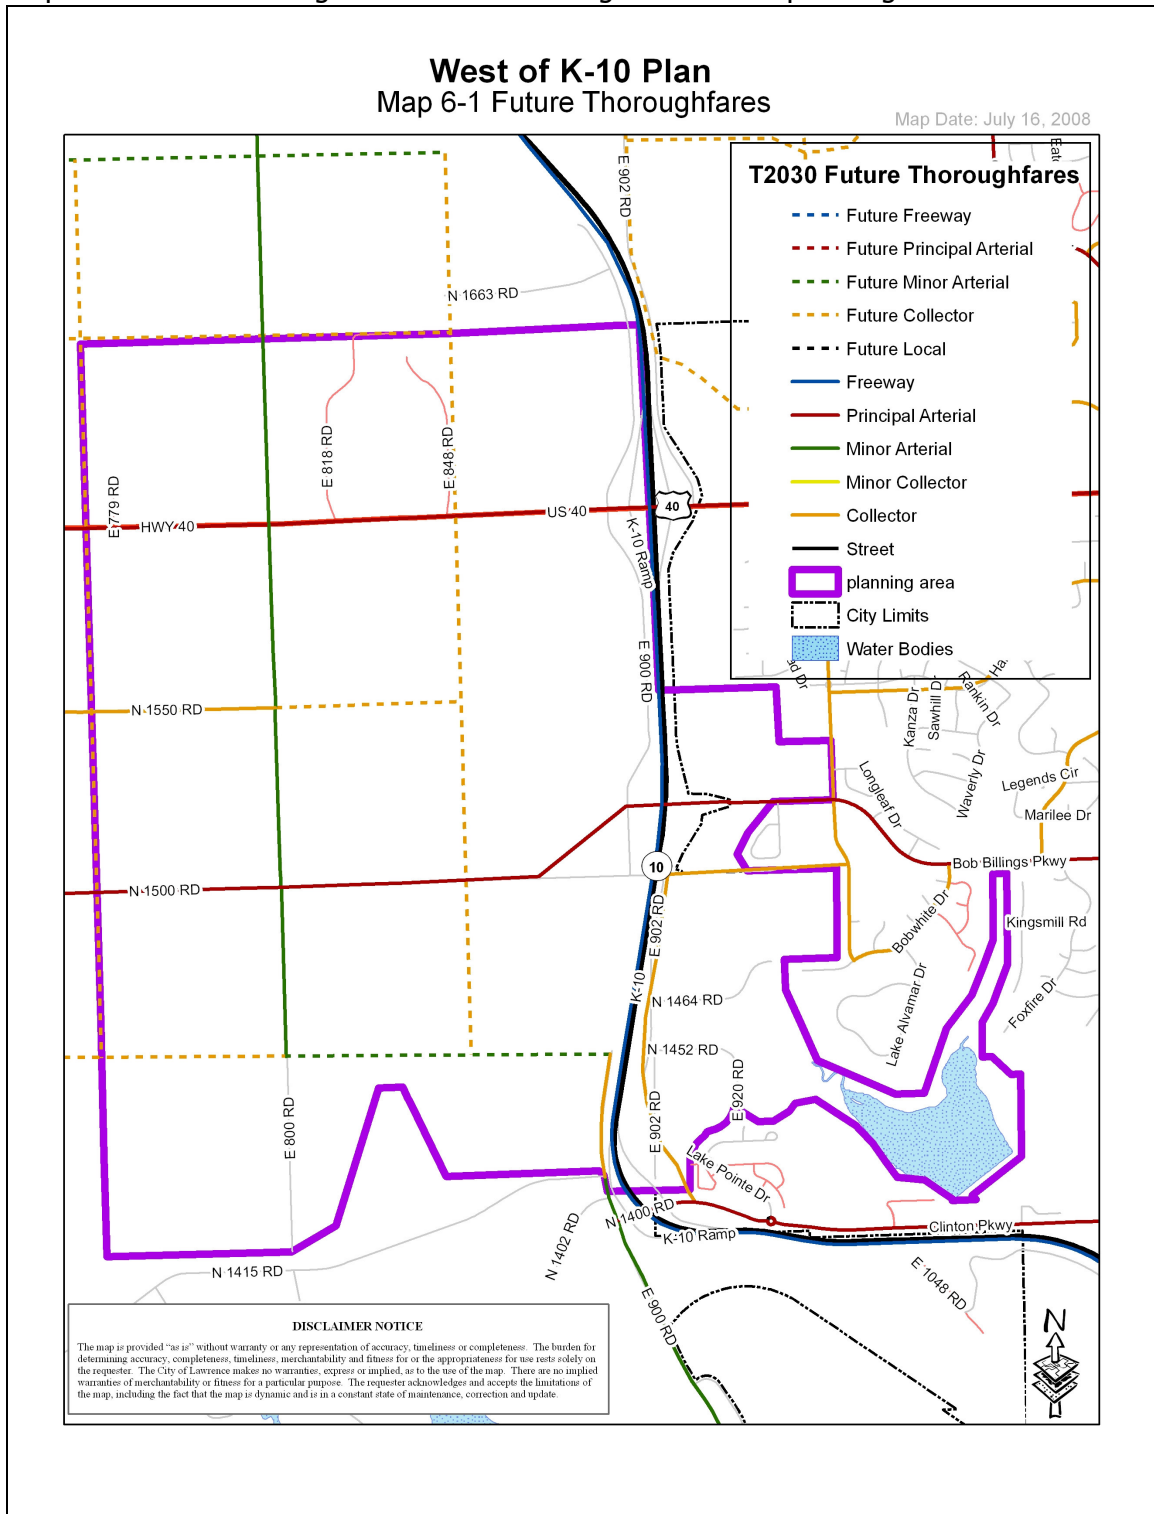 West of K-10 Plan
Map 6-1 Future Thoroughfares
Map Date: July 16, 2008
T2030 Future Thoroughfares
Future Freeway
Future Principal Arterial
Future Minor Arterial
Future Collector
Future Local
Freeway
Principal Arterial
Minor Arterial
Minor Collector
Collector
Street
planning area
City Limits
Water Bodies
E 902 RD
N 1663 RD
E 818 RD
E 848 RD
E 779 RD
HWY 40
US 40
40
K-10 Ramp
E 900 RD
N 1550 RD
Kanza Dr
Sawhill Dr
Rankin Dr
Longleaf Dr
Waverly Dr
Legends Cir
Marilee Dr
Bob Billings Pkwy
10
N 1500 RD
E 902 RD
Bobwhite Dr
Kingsmill Rd
K-10
N 1464 RD
Lake Alvamar Dr
Foxfire Dr
N 1452 RD
E 920 RD
E 800 RD
E 902 RD
Lake Pointe Dr
N 1400 RD
Clinton Pkwy
K-10 Ramp
N 1402 RD
N 1415 RD
E 1048 RD
E 900 RD
N
DISCLAIMER NOTICE
The map is provided "as is" without warranty or any representation of accuracy, timeliness or completeness. The burden for
determining accuracy, completeness, timeliness, merchantability and fitness for or the appropriateness for use rests solely on
the requester. The City of Lawrence makes no warranties, express or implied, as to the use of the map. There are no implied
warranties of merchantability or fitness for a particular purpose. The requester acknowledges and accepts the limitations of
the map, including the fact that the map is dynamic and is in a constant state of maintenance, correction and update.